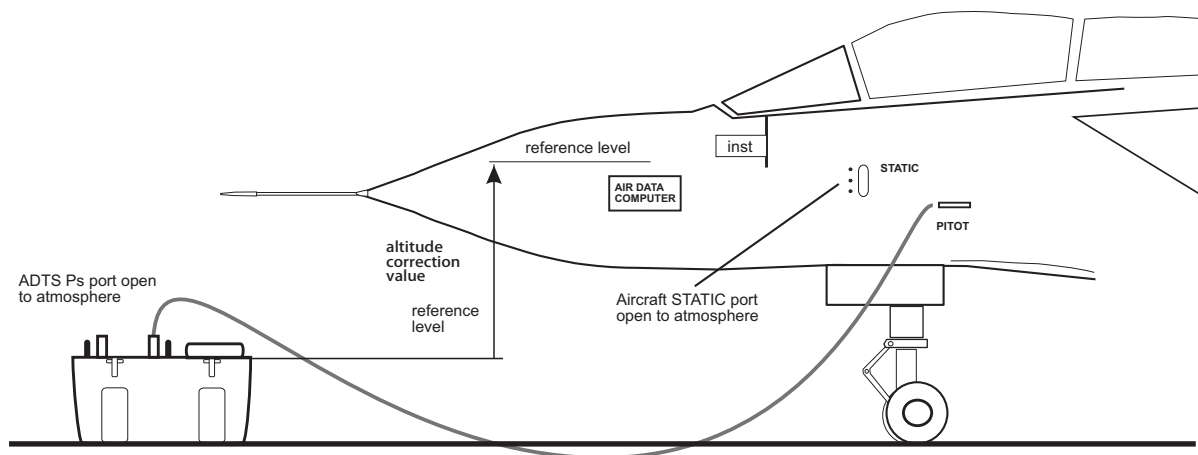 reference level
inst
STATIC
AIR DATA
COMPUTER
PITOT
altitude
correction
value
ADTS Ps port open
to atmosphere
reference
level
Aircraft STATIC port
open to atmosphere